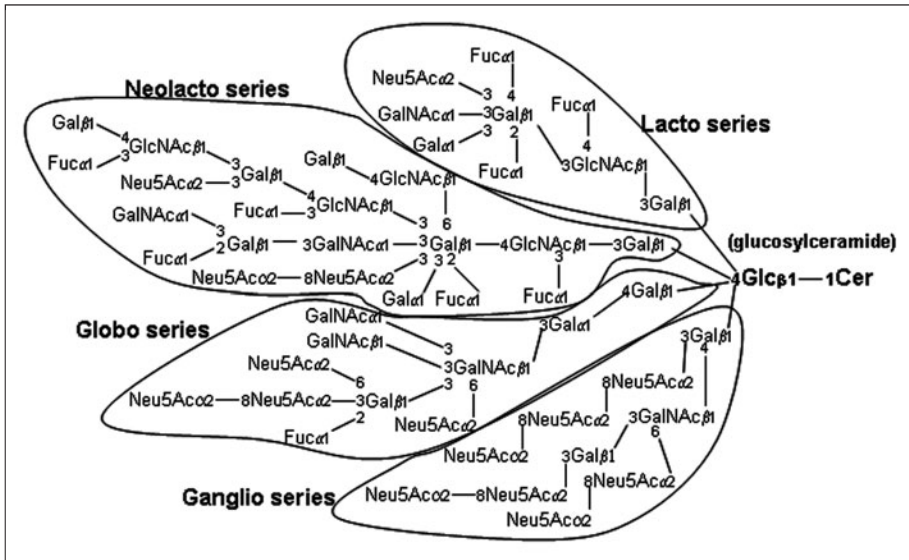 Fucα1
Neu5Acα2
Neolacto series
3 4
Fucα1
GalNAcα1—3Galβ1
Lacto series
Galβ1
3 2
4
Galα1
4
3GlcNAcβ1
Fucα1
3GlcNAcβ1
Galβ1
Fucα1
3
Neu5Acα2—3Galβ1
4GlcNAcβ1
3Galβ1
4
GalNAcα1
Fucα1—3GlcNAcβ1
6
3
3
(glucosylceramide)
2Galβ1—3GalNAcα1—3Galβ1—4GlcNAcβ1—3Galβ1
Fucα1
3 3 2
3
4Glcβ1—1Cer
Neu5Acα2—8Neu5Acα2
Galα1
Fucα1
Fucα1
4Galβ1
GalNAcα1
Globo series
3Galα1
3Galβ1
GalNAcβ1
3
4
Neu5Acα2
3GalNAcβ1
3
8Neu5Acα2
6
3
6
Neu5Acα2—8Neu5Acα2—3Galβ1
8Neu5Acα2
3GalNAcβ1
2
Neu5Acα2
6
Fucα1
8
Neu5Acα2
3Galβ1
Ganglio series
8Neu5Acα2
Neu5Acα2—8Neu5Acα2
Neu5Acα2